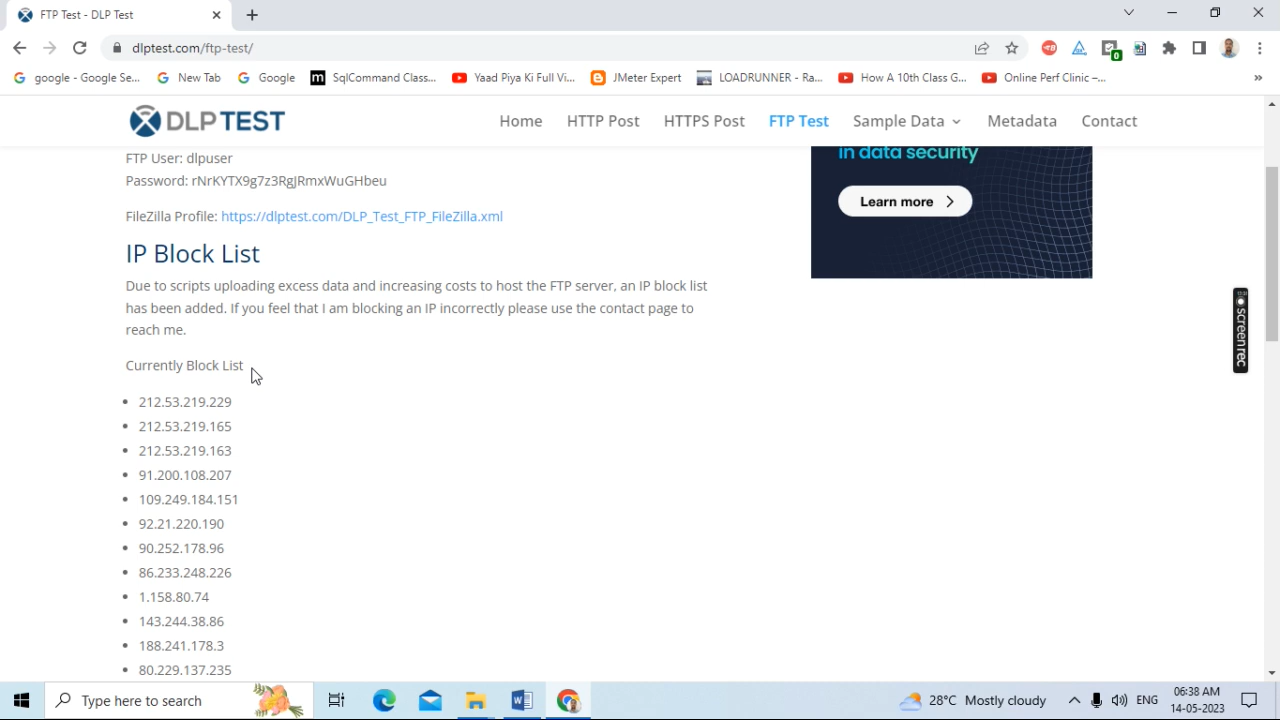 FTP Test - DLP Test
dlptest.com/ftp-test/
0
google - Google Se...
New Tab
Google
m SqlCommand Class...
Yaad Piya Ki Full Vi...
JMeter Expert
LOADRUNNER - Ra...
How A 10th Class G...
Online Perf Clinic –...
DLPTEST
Home
HTTP Post
HTTPS Post
FTP Test
Sample Data
Metadata
Contact
FTP User: dlpuser
Password: rNrKYTX9g7z3RgJRmxWuGHbeu
FileZilla Profile: https://dlptest.com/DLP_Test_FTP_FileZilla.xml
IP Block List
Due to scripts uploading excess data and increasing costs to host the FTP server, an IP block list
has been added. If you feel that I am blocking an IP incorrectly please use the contact page to
reach me.
Currently Block List
212.53.219.229
212.53.219.165
212.53.219.163
91.200.108.207
109.249.184.151
92.21.220.190
90.252.178.96
86.233.248.226
1.158.80.74
143.244.38.86
188.241.178.3
80.229.137.235
in data security
Learn more
screenrec
Type here to search
28°C Mostly cloudy
ENG
06:38 AM
14-05-2023